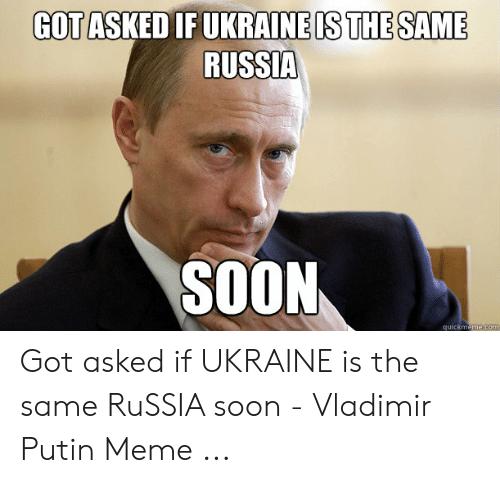 GOT ASKED IF UKRAINE IS THE SAME
RUSSIA
SOON
quickmeme.com
Got asked if UKRAINE is the
same RuSSIA soon - Vladimir
Putin Meme ...